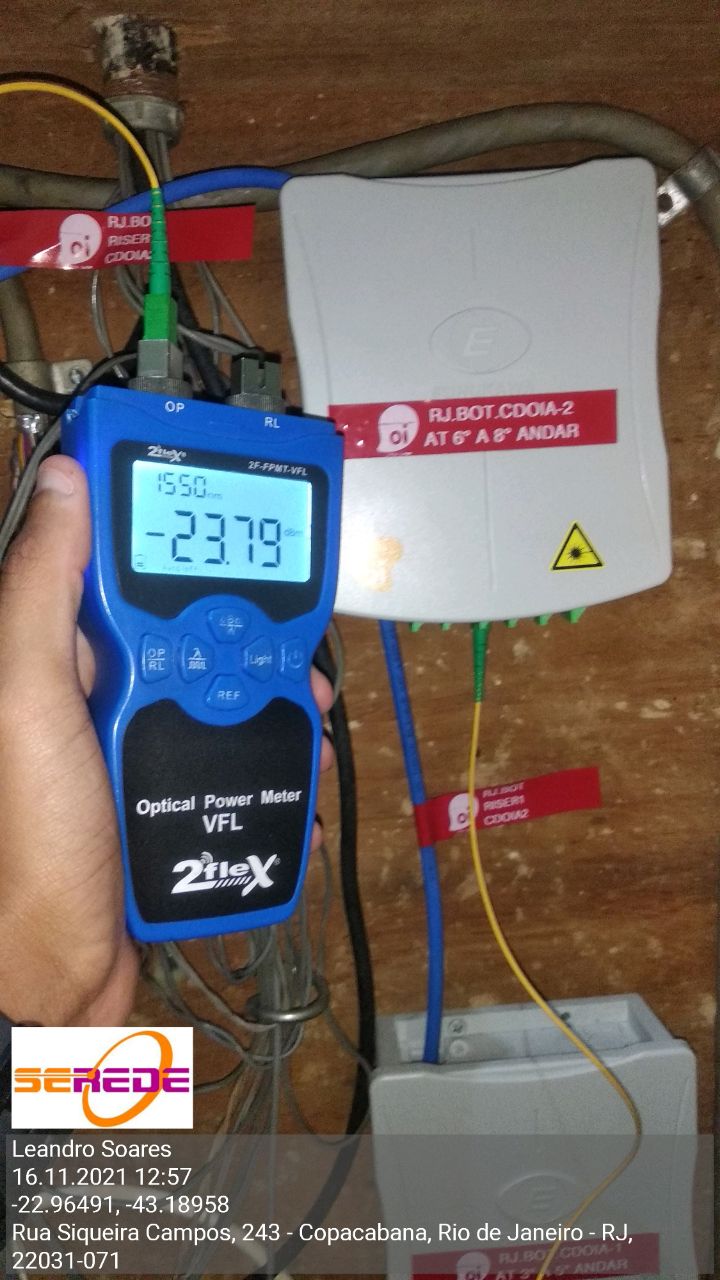 RJ.BO
RISER
CDOIA
oi
OP
RL
E
RJ.BOT.CDOIA-2
oi AT 6° A 8° ANDAR
2flex
2F-FPMT-VFL
1550nm
-23.79 dBm
OP
RL
λ
Light
REF
Optical Power Meter
VFL
2flex
RJ.BOT
oi RISER1
CDOIA2
SEREDE
Leandro Soares
16.11.2021 12:57
-22.96491, -43.18958
Rua Siqueira Campos, 243 - Copacabana, Rio de Janeiro - RJ,
22031-071
RJ.BOT.CDOIA-1